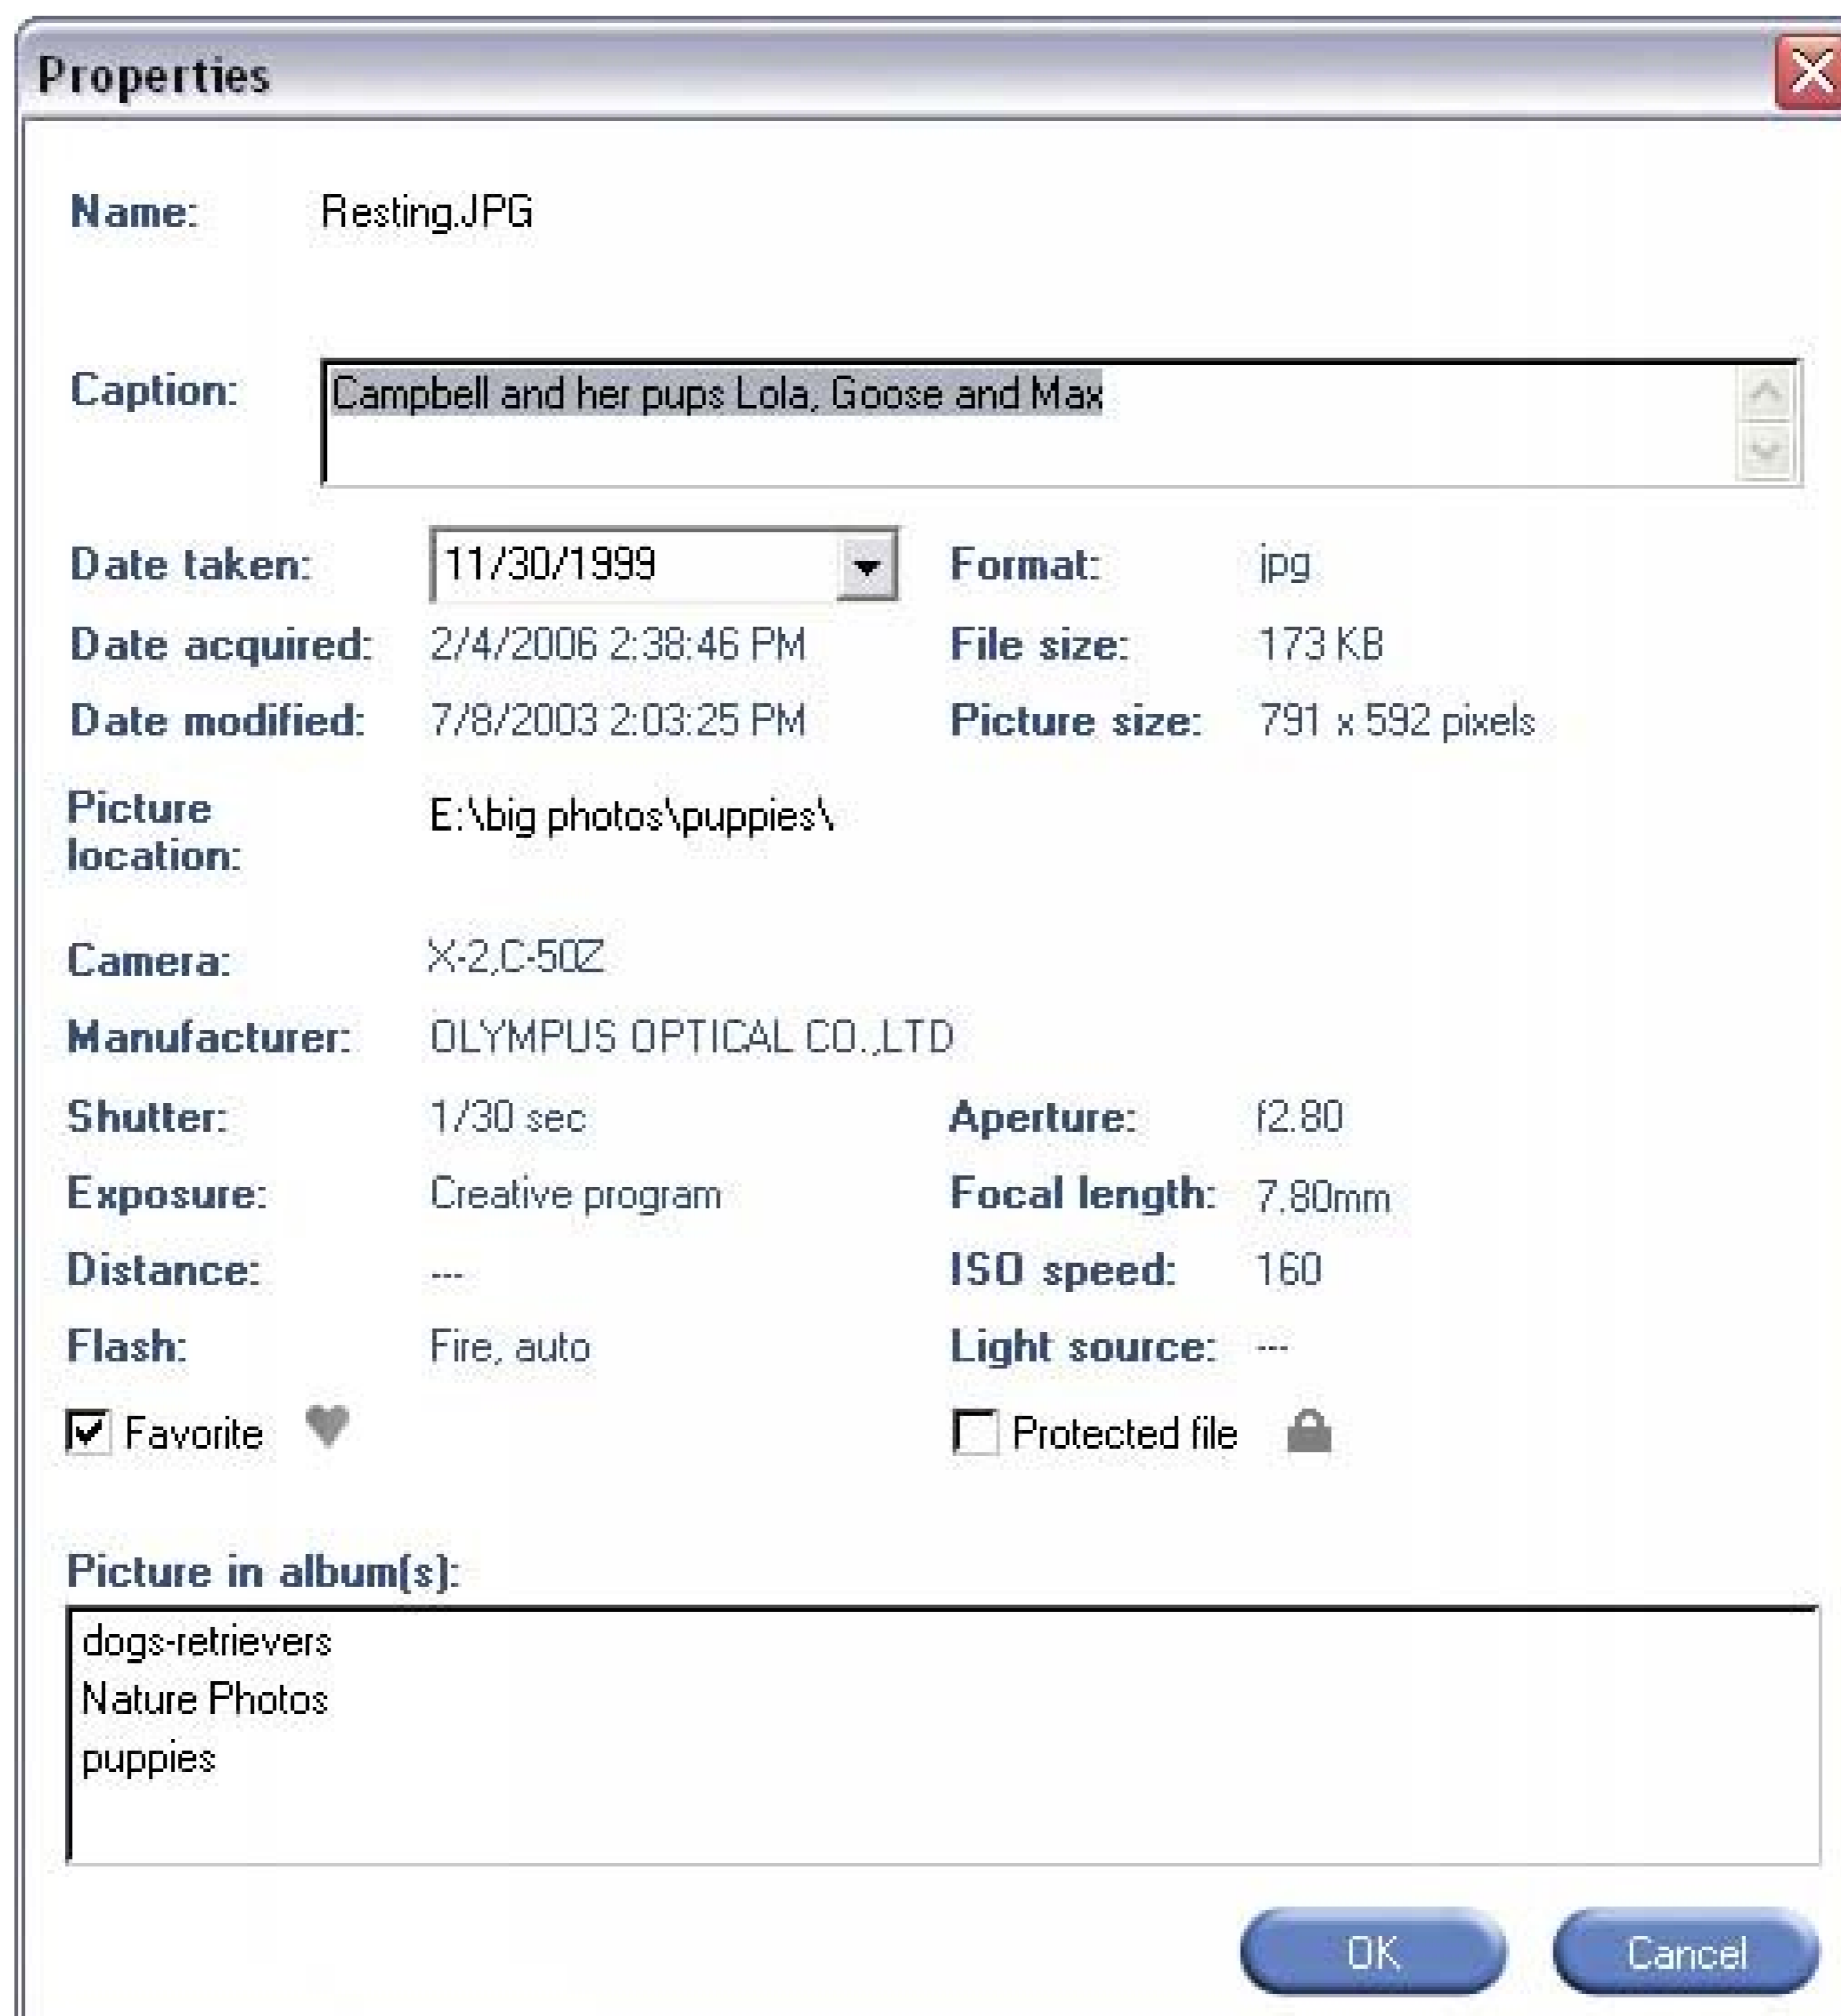 Properties
Name: Resting.JPG
Caption: Campbell and her pups Lola, Goose and Max
Date taken: 11/30/1999 Format: jpg
Date acquired: 2/4/2006 2:38:46 PM File size: 173 KB
Date modified: 7/8/2003 2:03:25 PM Picture size: 791 x 592 pixels
Picture
location: E:\big photos\puppies\
Camera: X-2,C-50Z
Manufacturer: OLYMPUS OPTICAL CO.,LTD
Shutter: 1/30 sec Aperture: f2.80
Exposure: Creative program Focal length: 7.80mm
Distance: --- ISO speed: 160
Flash: Fire, auto Light source: ---
Favorite Protected file
Picture in album(s):
dogs-retrievers
Nature Photos
puppies
OK Cancel